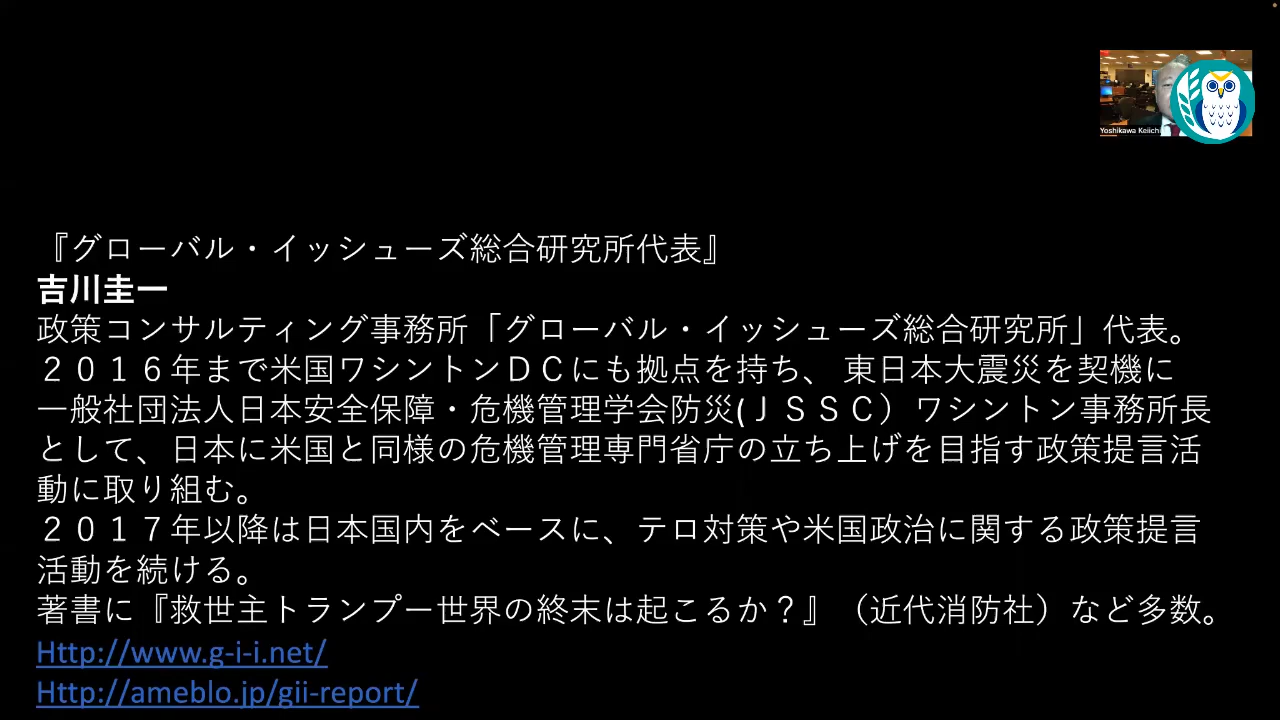 Yoshikawa Keiichi
『グローバル・イッシューズ総合研究所代表』
吉川圭一
政策コンサルティング事務所「グローバル・イッシューズ総合研究所」代表。
２０１６年まで米国ワシントンＤＣにも拠点を持ち、 東日本大震災を契機に
一般社団法人日本安全保障・危機管理学会防災(ＪＳＳＣ）ワシントン事務所長
として、日本に米国と同様の危機管理専門省庁の立ち上げを目指す政策提言活
動に取り組む。
２０１７年以降は日本国内をベースに、テロ対策や米国政治に関する政策提言
活動を続ける。
著書に『救世主トランプー世界の終末は起こるか？』（近代消防社）など多数。
Http://www.g-i-i.net/
Http://ameblo.jp/gii-report/